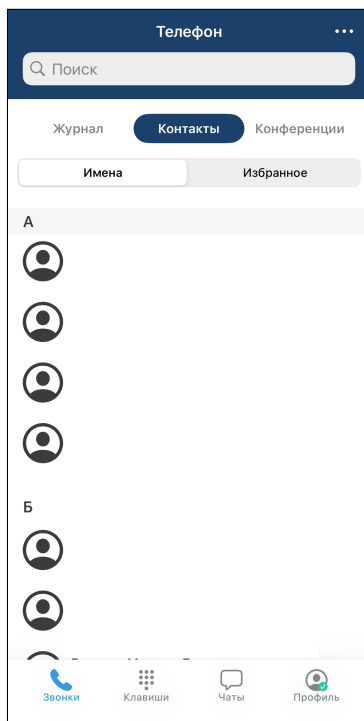 Телефон
Поиск
Журнал Контакты Конференции
Имена Избранное
А
Б
Звонки Клавиши Чаты Профиль